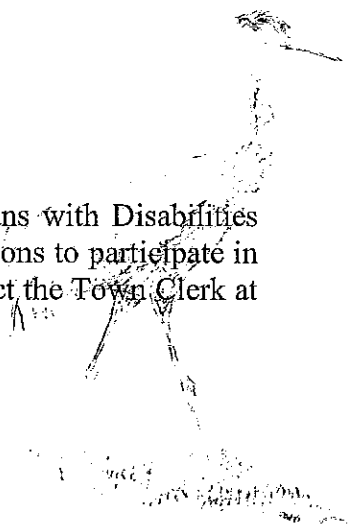 ns with Disabilities
ons to participate in
ct the Town Clerk at